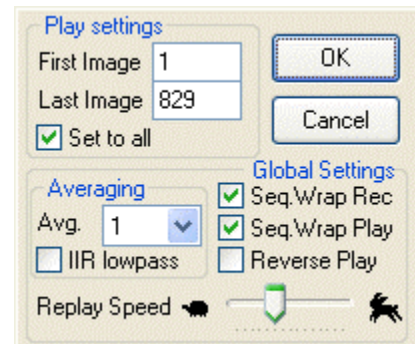 Play settings
First Image 1
OK
Last Image 829
Cancel
Set to all
Global Settings
Averaging
Seq.Wrap Rec
Avg. 1
Seq.Wrap Play
IIR lowpass
Reverse Play
Replay Speed